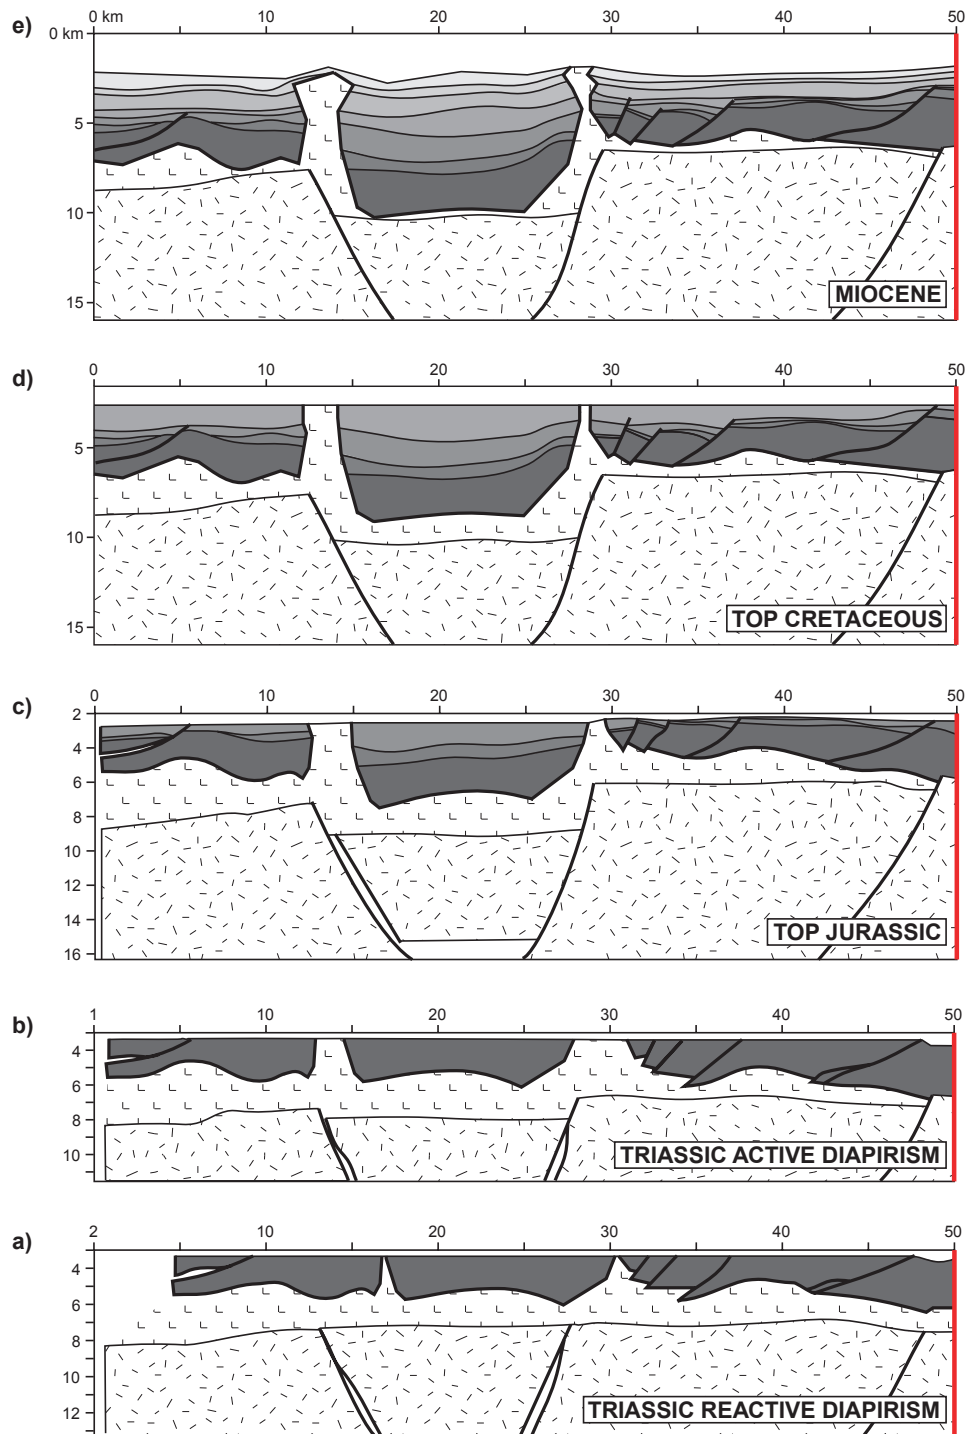 e)
0 km 10 20 30 40 50
0 km
5
10
15
MIOCENE
d)
0 10 20 30 40 50
5
10
15
TOP CRETACEOUS
c)
0 10 20 30 40 50
2
4
6
8
10
12
14
16
TOP JURASSIC
b)
1 10 20 30 40 50
4
6
8
10
TRIASSIC ACTIVE DIAPIRISM
a)
2 10 20 30 40 50
4
6
8
10
12
TRIASSIC REACTIVE DIAPIRISM